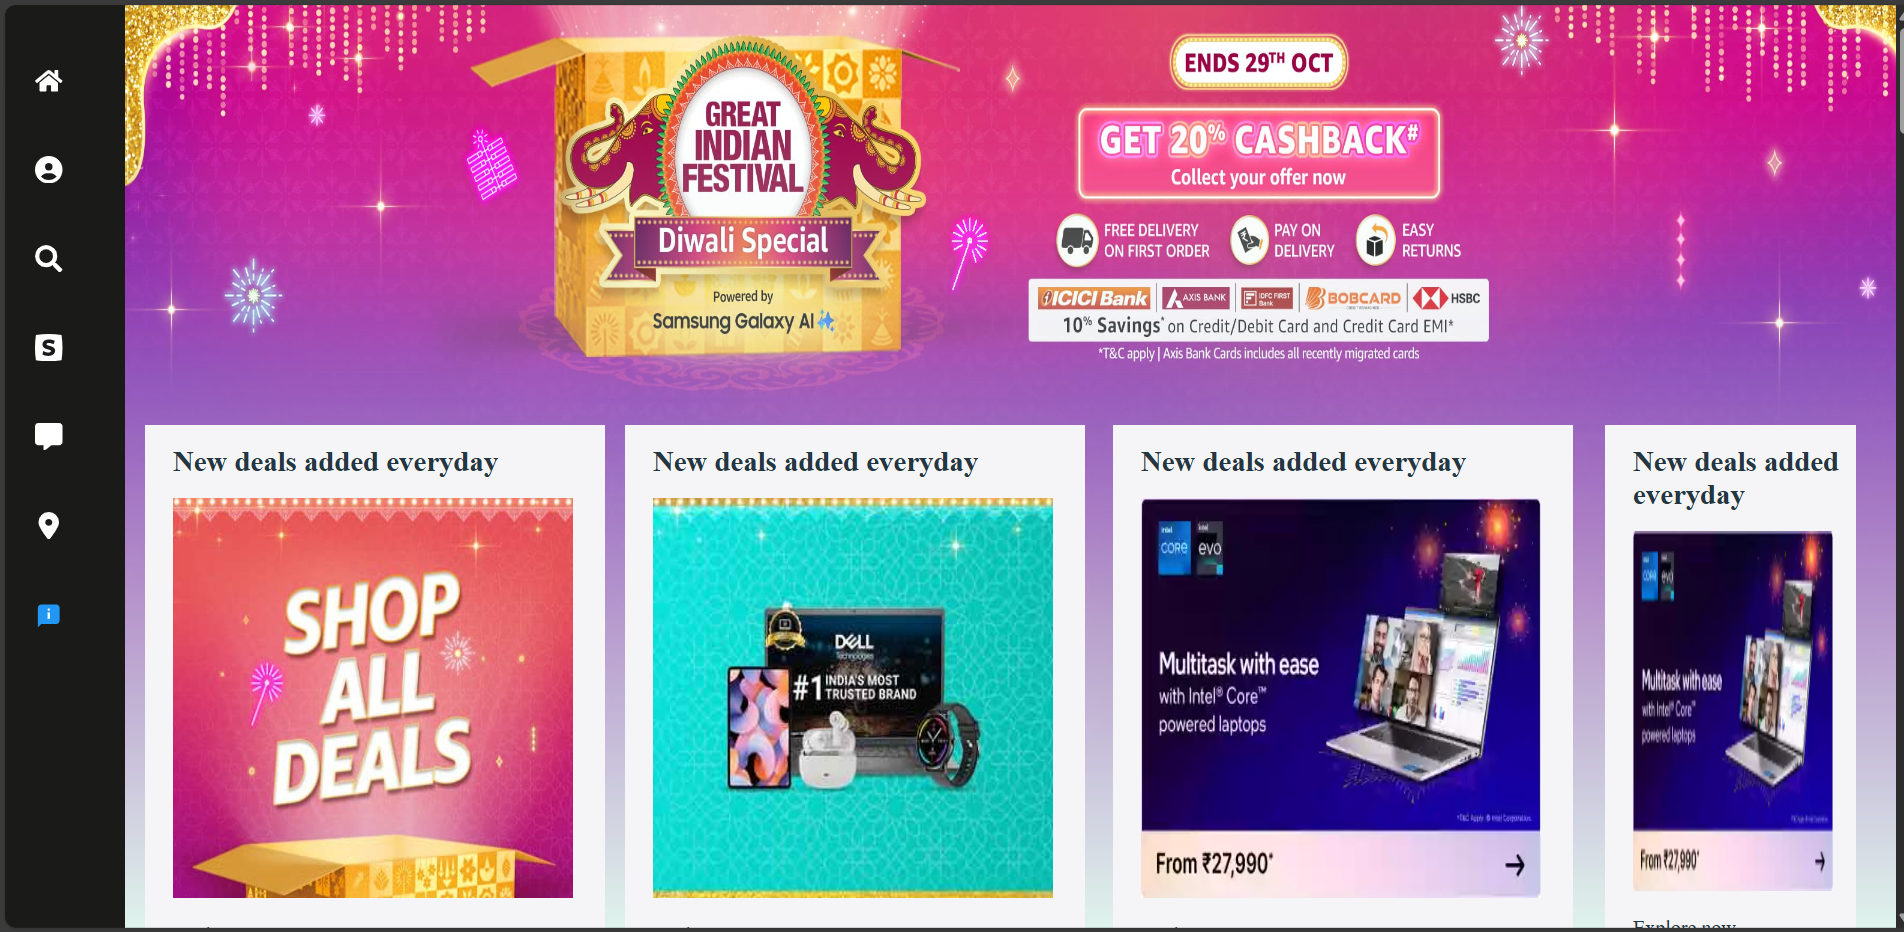 ENDS 29TH OCT
GREAT
INDIAN
FESTIVAL
Diwali Special
Powered by
Samsung Galaxy AI
GET 20% CASHBACK#
Collect your offer now
FREE DELIVERY
ON FIRST ORDER
PAY ON
DELIVERY
EASY
RETURNS
ICICI Bank
AXIS BANK
IDFC FIRST
Bank
BOBCARD
HSBC
10% Savings* on Credit/Debit Card and Credit Card EMI*
*T&C apply | Axis Bank Cards includes all recently migrated cards
S
New deals added everyday
SHOP
ALL
DEALS
New deals added everyday
DELL
Technologies
#1 INDIA'S MOST
TRUSTED BRAND
New deals added everyday
intel
CORE
intel
evo
Multitask with ease
with Intel® Core™
powered laptops
*T&C Apply. © Intel Corporation.
From ₹27,990*
New deals added
everyday
CORE
evo
Multitask with ease
with Intel® Core™
powered laptops
From ₹27,990*
Explore now